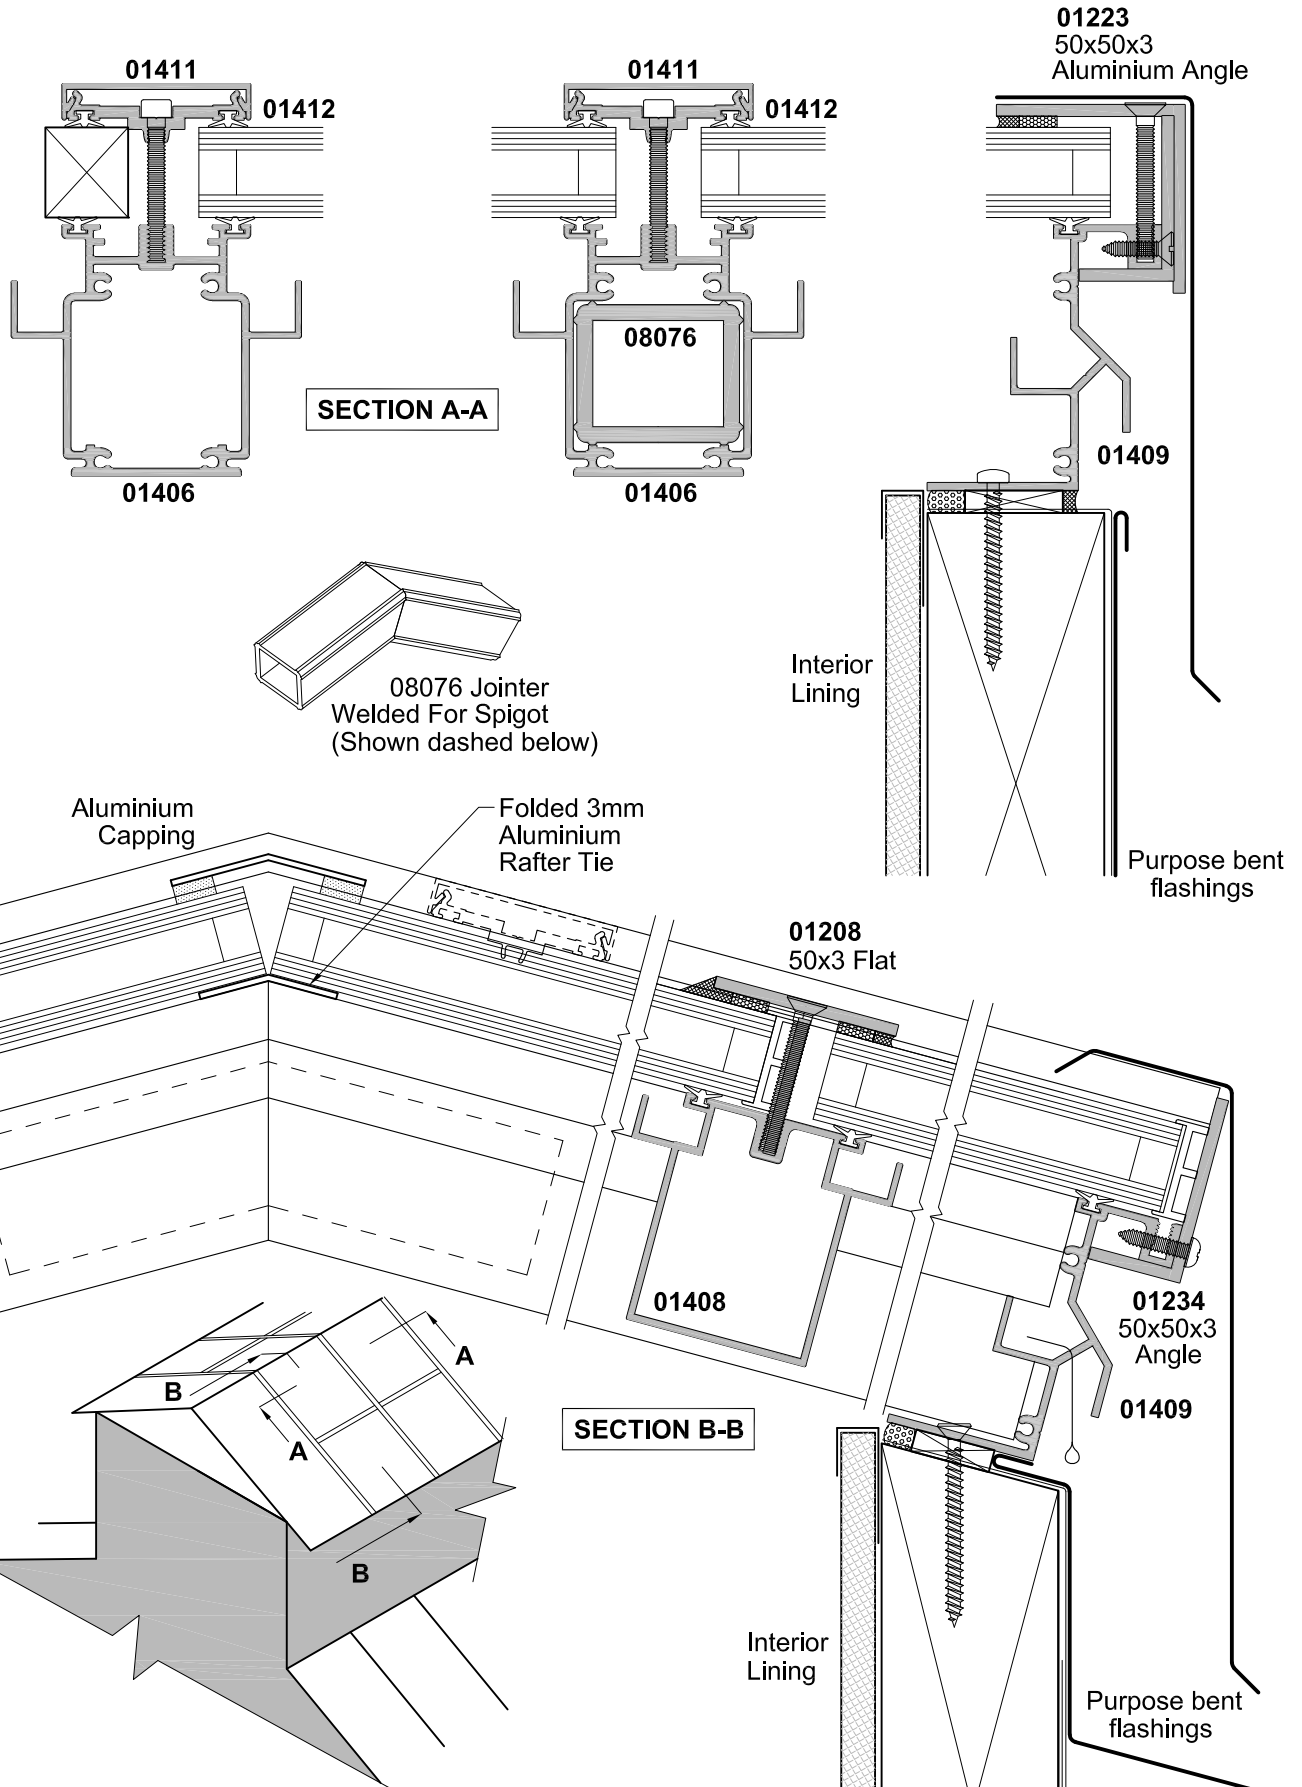 01223
50x50x3
Aluminium Angle
01411
01412
01411
01412
08076
SECTION A-A
01406
01406
01409
08076 Jointer
Welded For Spigot
(Shown dashed below)
Interior
Lining
Purpose bent
flashings
Aluminium
Capping
Folded 3mm
Aluminium
Rafter Tie
01208
50x3 Flat
01408
01234
50x50x3
Angle
01409
A
B
A
B
SECTION B-B
Interior
Lining
Purpose bent
flashings